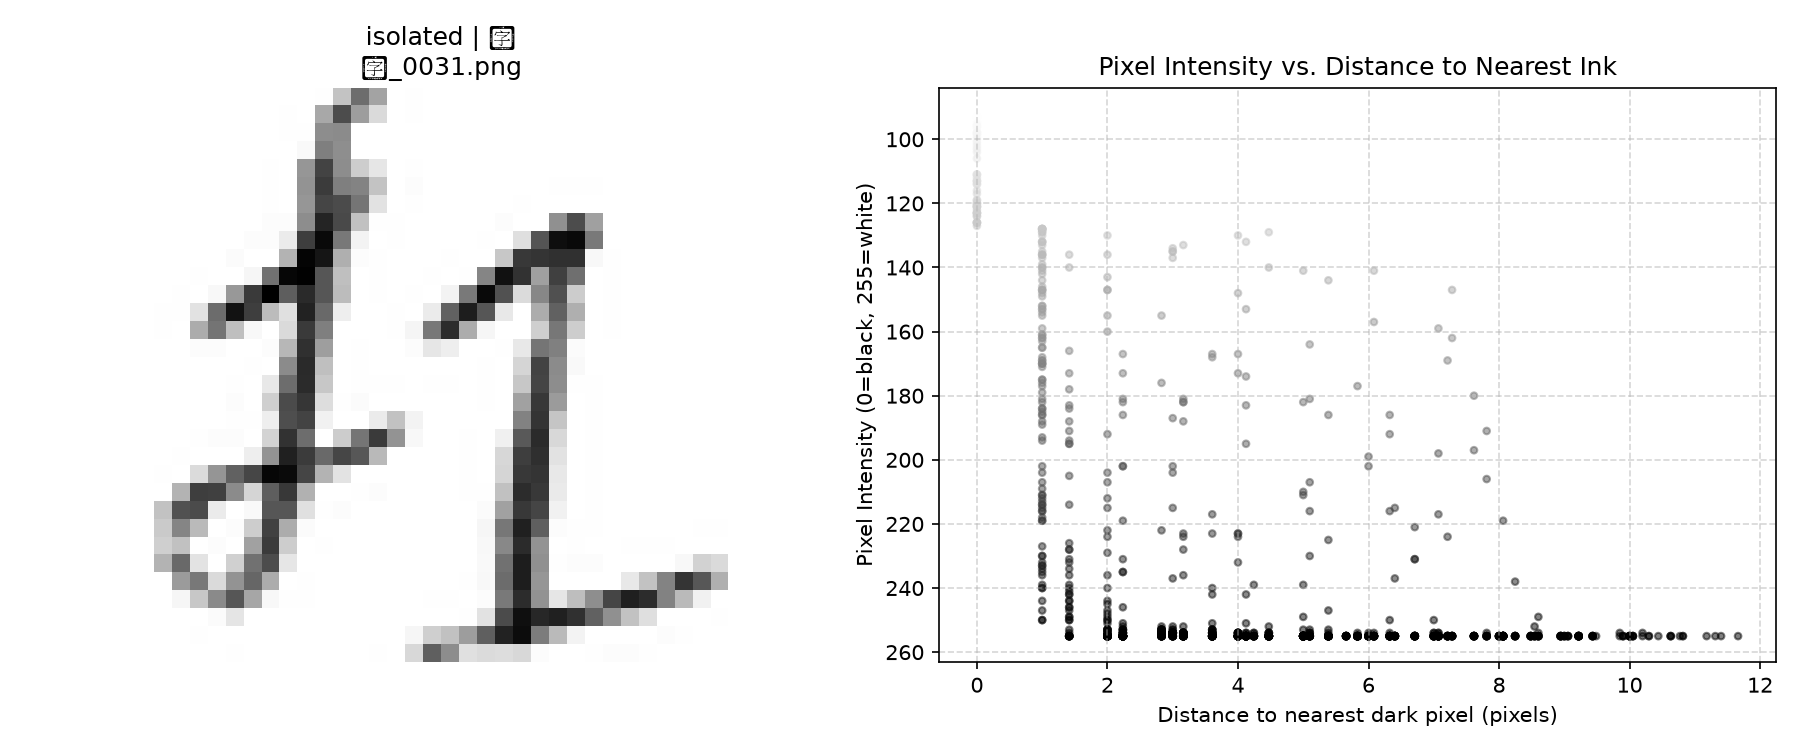 isolated |
_0031.png
扛
Pixel Intensity vs. Distance to Nearest Ink
Pixel Intensity (0=black, 255=white)
100
120
140
160
180
200
220
240
260
0 2 4 6 8 10 12
Distance to nearest dark pixel (pixels)